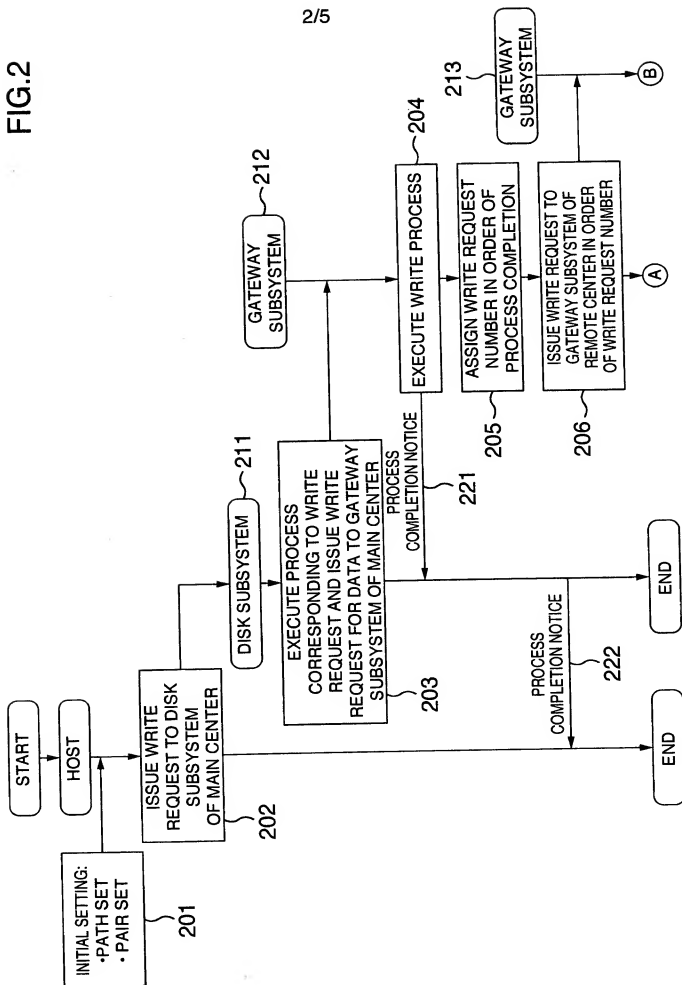 2/5
FIG.2
START
HOST
INITIAL SETTING:
•PATH SET
• PAIR SET
201
ISSUE WRITE
REQUEST TO DISK
SUBSYSTEM
OF MAIN CENTER
202
DISK SUBSYSTEM
211
EXECUTE PROCESS
CORRESPONDING TO WRITE
REQUEST AND ISSUE WRITE
REQUEST FOR DATA TO GATEWAY
SUBSYSTEM OF MAIN CENTER
203
GATEWAY
SUBSYSTEM
212
EXECUTE WRITE PROCESS
204
PROCESS
COMPLETION NOTICE
221
ASSIGN WRITE REQUEST
NUMBER IN ORDER OF
PROCESS COMPLETION
205
ISSUE WRITE REQUEST TO
GATEWAY SUBSYSTEM OF
REMOTE CENTER IN ORDER
OF WRITE REQUEST NUMBER
206
GATEWAY
SUBSYSTEM
213
A
B
PROCESS
COMPLETION NOTICE
222
END
END